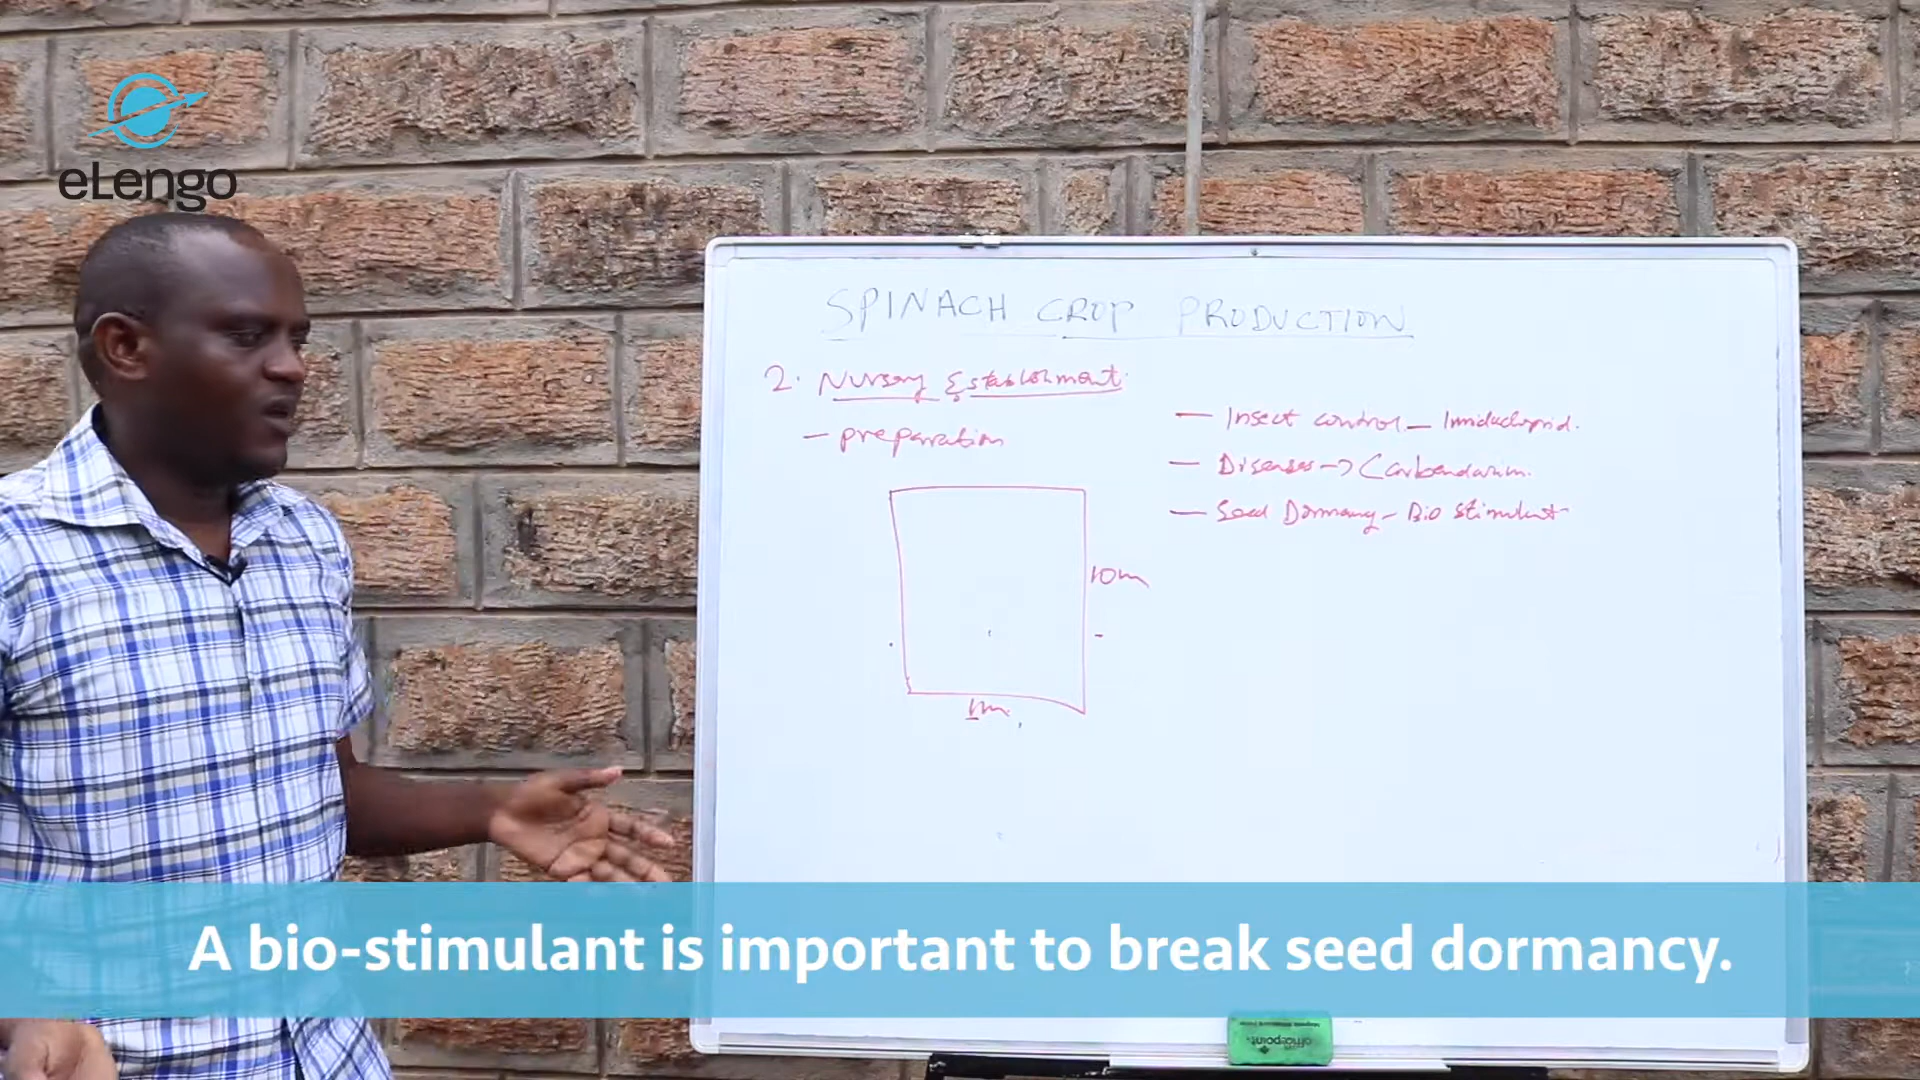 eLengo
SPINACH CROP PRODUCTION
2. Nursery Establishment
- preparation
10m
1m
- Insect control - Imidacloprid.
- Diseases -> Carbendazim.
- Seed Dormancy - Bio stimulant
A bio-stimulant is important to break seed dormancy.
officepoint.